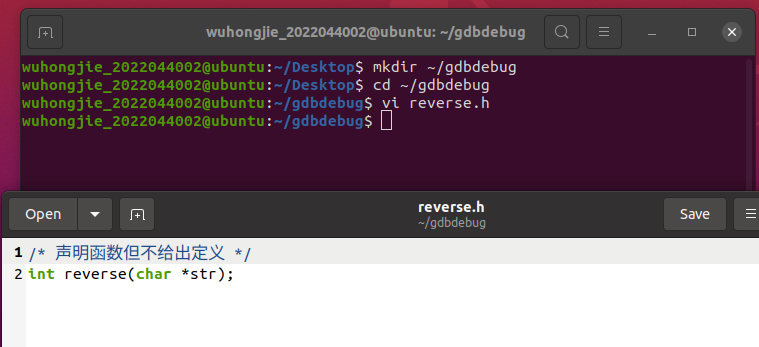 wuhongjie_2022044002@ubuntu: ~/gdbdebug
wuhongjie_2022044002@ubuntu:~/Desktop$ mkdir ~/gdbdebug
wuhongjie_2022044002@ubuntu:~/Desktop$ cd ~/gdbdebug
wuhongjie_2022044002@ubuntu:~/gdbdebug$ vi reverse.h
wuhongjie_2022044002@ubuntu:~/gdbdebug$
Open
reverse.h
~/gdbdebug
Save
1 /* 声明函数但不给出定义 */
2 int reverse(char *str);